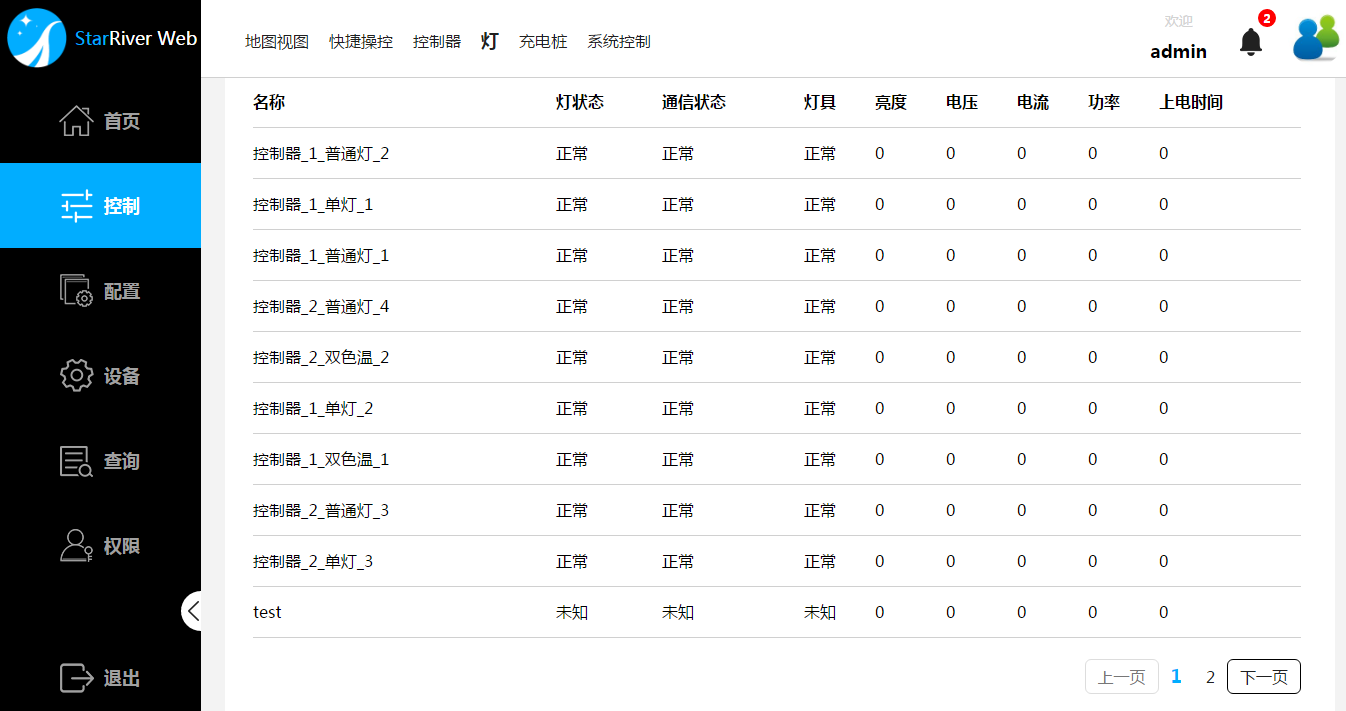 StarRiver Web
首页
控制
配置
设备
查询
权限
退出
地图视图 快捷操控 控制器 灯 充电桩 系统控制
欢迎
admin
2
名称 灯状态 通信状态 灯具 亮度 电压 电流 功率 上电时间
控制器_1_普通灯_2 正常 正常 正常 0 0 0 0 0
控制器_1_单灯_1 正常 正常 正常 0 0 0 0 0
控制器_1_普通灯_1 正常 正常 正常 0 0 0 0 0
控制器_2_普通灯_4 正常 正常 正常 0 0 0 0 0
控制器_2_双色温_2 正常 正常 正常 0 0 0 0 0
控制器_1_单灯_2 正常 正常 正常 0 0 0 0 0
控制器_1_双色温_1 正常 正常 正常 0 0 0 0 0
控制器_2_普通灯_3 正常 正常 正常 0 0 0 0 0
控制器_2_单灯_3 正常 正常 正常 0 0 0 0 0
test 未知 未知 未知 0 0 0 0 0
上一页 1 2 下一页